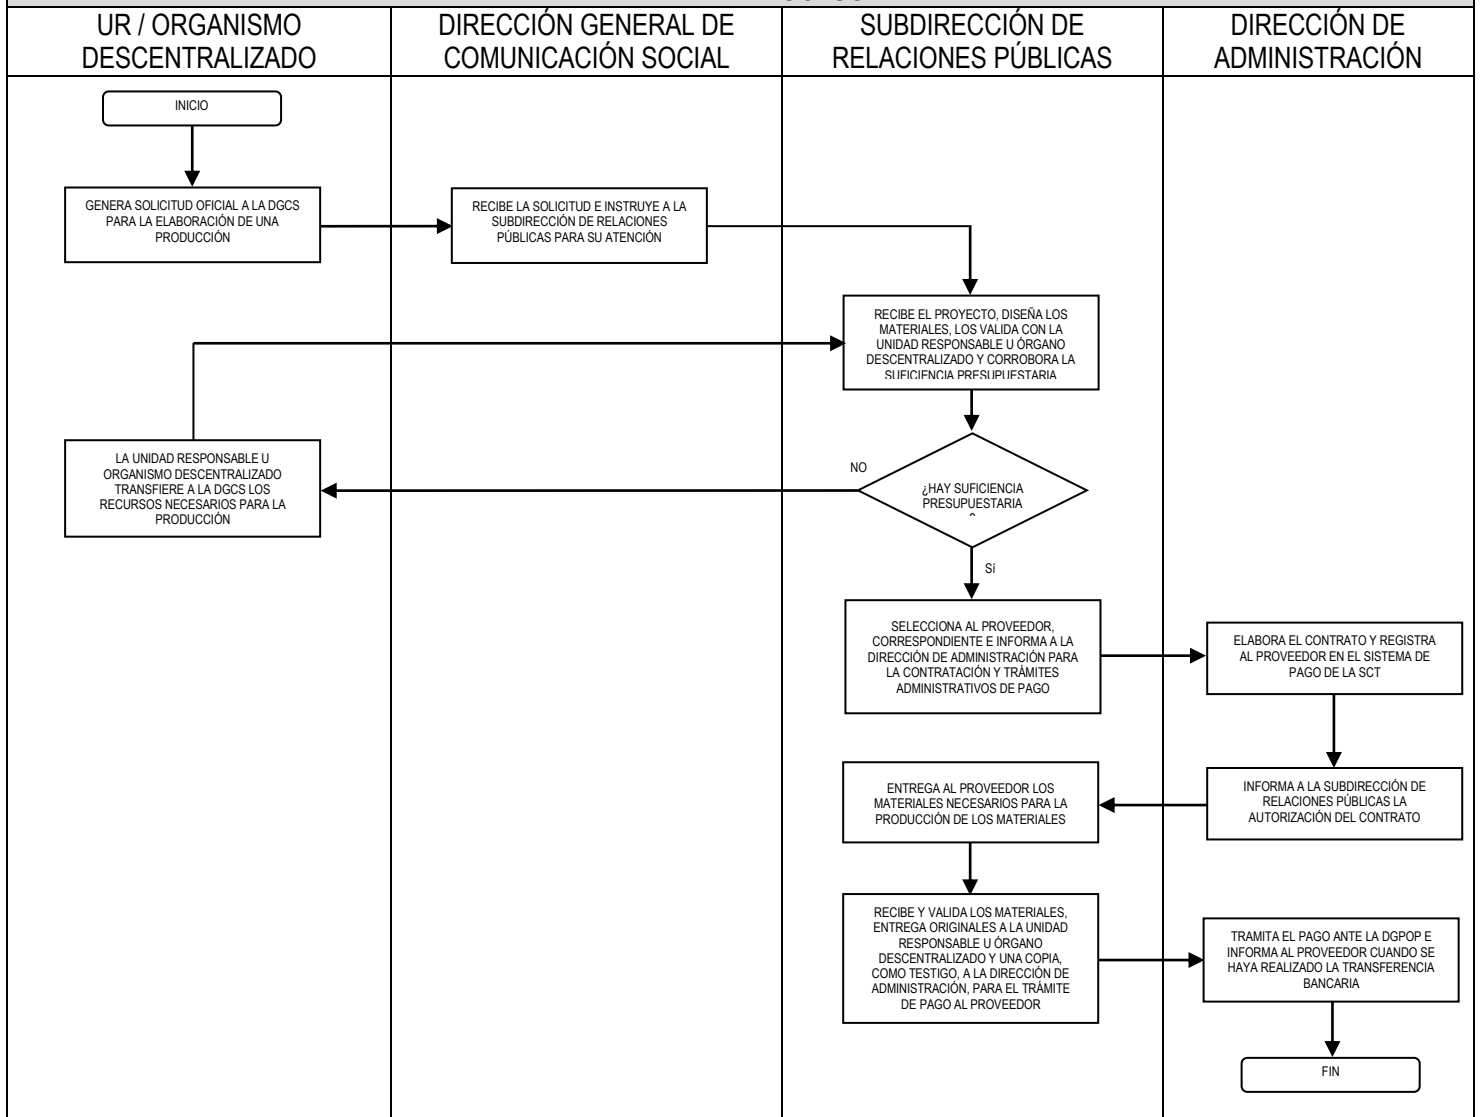 UR / ORGANISMO
DESCENTRALIZADO
DIRECCIÓN GENERAL DE
COMUNICACIÓN SOCIAL
SUBDIRECCIÓN DE
RELACIONES PÚBLICAS
DIRECCIÓN DE
ADMINISTRACIÓN
INICIO
GENERA SOLICITUD OFICIAL A LA DGCS
PARA LA ELABORACIÓN DE UNA
PRODUCCIÓN
RECIBE LA SOLICITUD E INSTRUYE A LA
SUBDIRECCIÓN DE RELACIONES
PÚBLICAS PARA SU ATENCIÓN
RECIBE EL PROYECTO, DISEÑA LOS
MATERIALES, LOS VALIDA CON LA
UNIDAD RESPONSABLE U ÓRGANO
DESCENTRALIZADO Y CORROBORA LA
SUFICIENCIA PRESUPUESTARIA
LA UNIDAD RESPONSABLE U
ORGANISMO DESCENTRALIZADO
TRANSFIERE A LA DGCS LOS
RECURSOS NECESARIOS PARA LA
PRODUCCIÓN
NO
¿HAY SUFICIENCIA
PRESUPUESTARIA
?
Sí
SELECCIONA AL PROVEEDOR,
CORRESPONDIENTE E INFORMA A LA
DIRECCIÓN DE ADMINISTRACIÓN PARA
LA CONTRATACIÓN Y TRÁMITES
ADMINISTRATIVOS DE PAGO
ELABORA EL CONTRATO Y REGISTRA
AL PROVEEDOR EN EL SISTEMA DE
PAGO DE LA SCT
INFORMA A LA SUBDIRECCIÓN DE
RELACIONES PÚBLICAS LA
AUTORIZACIÓN DEL CONTRATO
ENTREGA AL PROVEEDOR LOS
MATERIALES NECESARIOS PARA LA
PRODUCCIÓN DE LOS MATERIALES
RECIBE Y VALIDA LOS MATERIALES,
ENTREGA ORIGINALES A LA UNIDAD
RESPONSABLE U ÓRGANO
DESCENTRALIZADO Y UNA COPIA,
COMO TESTIGO, A LA DIRECCIÓN DE
ADMINISTRACIÓN, PARA EL TRÁMITE
DE PAGO AL PROVEEDOR
TRAMITA EL PAGO ANTE LA DGPOP E
INFORMA AL PROVEEDOR CUANDO SE
HAYA REALIZADO LA TRANSFERENCIA
BANCARIA
FIN